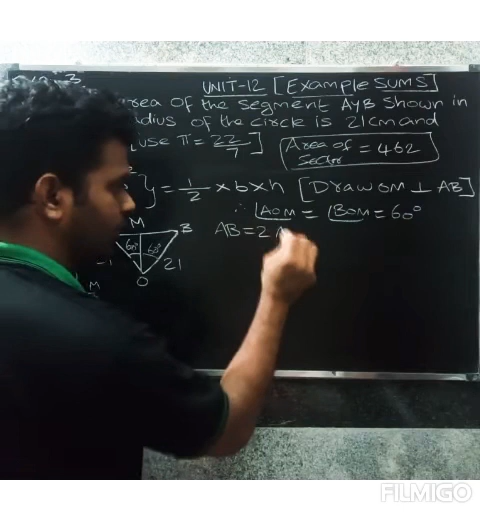 UNIT-12 [Example SUMS]
area of the segment AYB shown in
radius of the circle is 21cm and
[use π = 22/7] Area of Sector = 462
= 1/2 × b × h [Draw OM ⊥ AB]
∴ ∠AOM = ∠BOM = 60°
M
B
AB = 2
60° 60°
21
O
FILMIGO